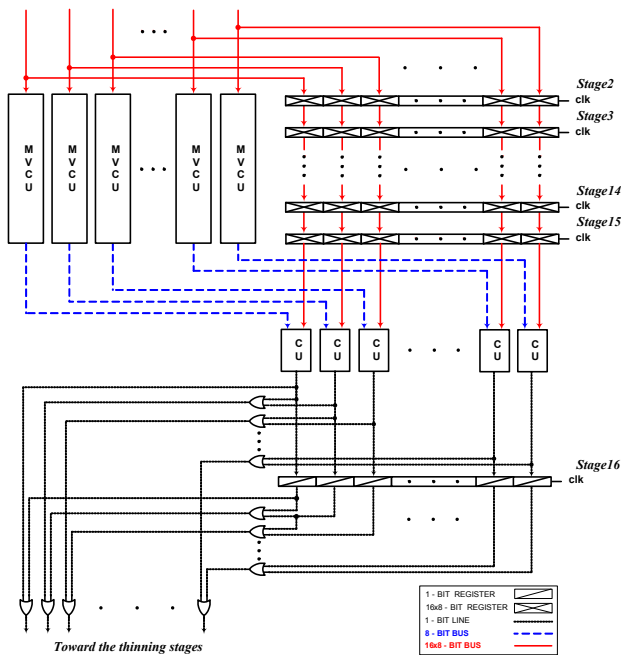 Stage2
clk
Stage3
clk
M V C U
M V C U
M V C U
M V C U
M V C U
Stage14
clk
Stage15
clk
C U
C U
C U
C U
C U
Stage16
clk
1 - BIT REGISTER
16x8 - BIT REGISTER
1 - BIT LINE
8 - BIT BUS
16x8 - BIT BUS
Toward the thinning stages